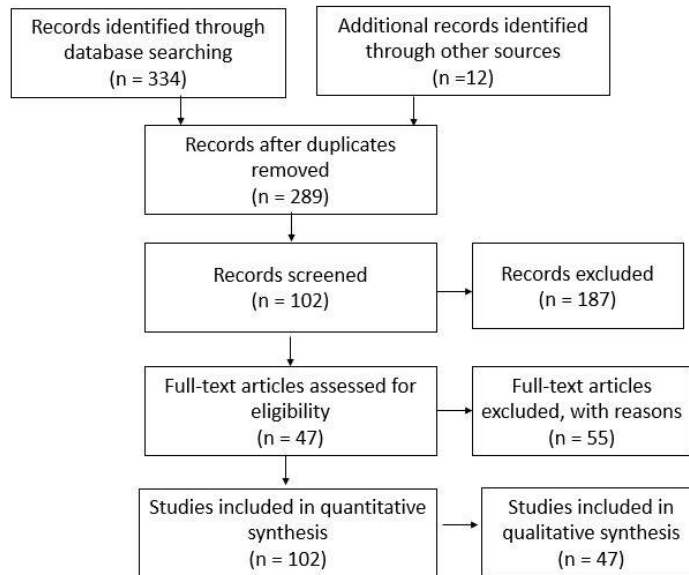 Records identified through
database searching
(n = 334)
Additional records identified
through other sources
(n =12)
Records after duplicates
removed
(n = 289)
Records screened
(n = 102)
Records excluded
(n = 187)
Full-text articles assessed for
eligibility
(n = 47)
Full-text articles
excluded, with reasons
(n = 55)
Studies included in quantitative
synthesis
(n = 102)
Studies included in
qualitative synthesis
(n = 47)